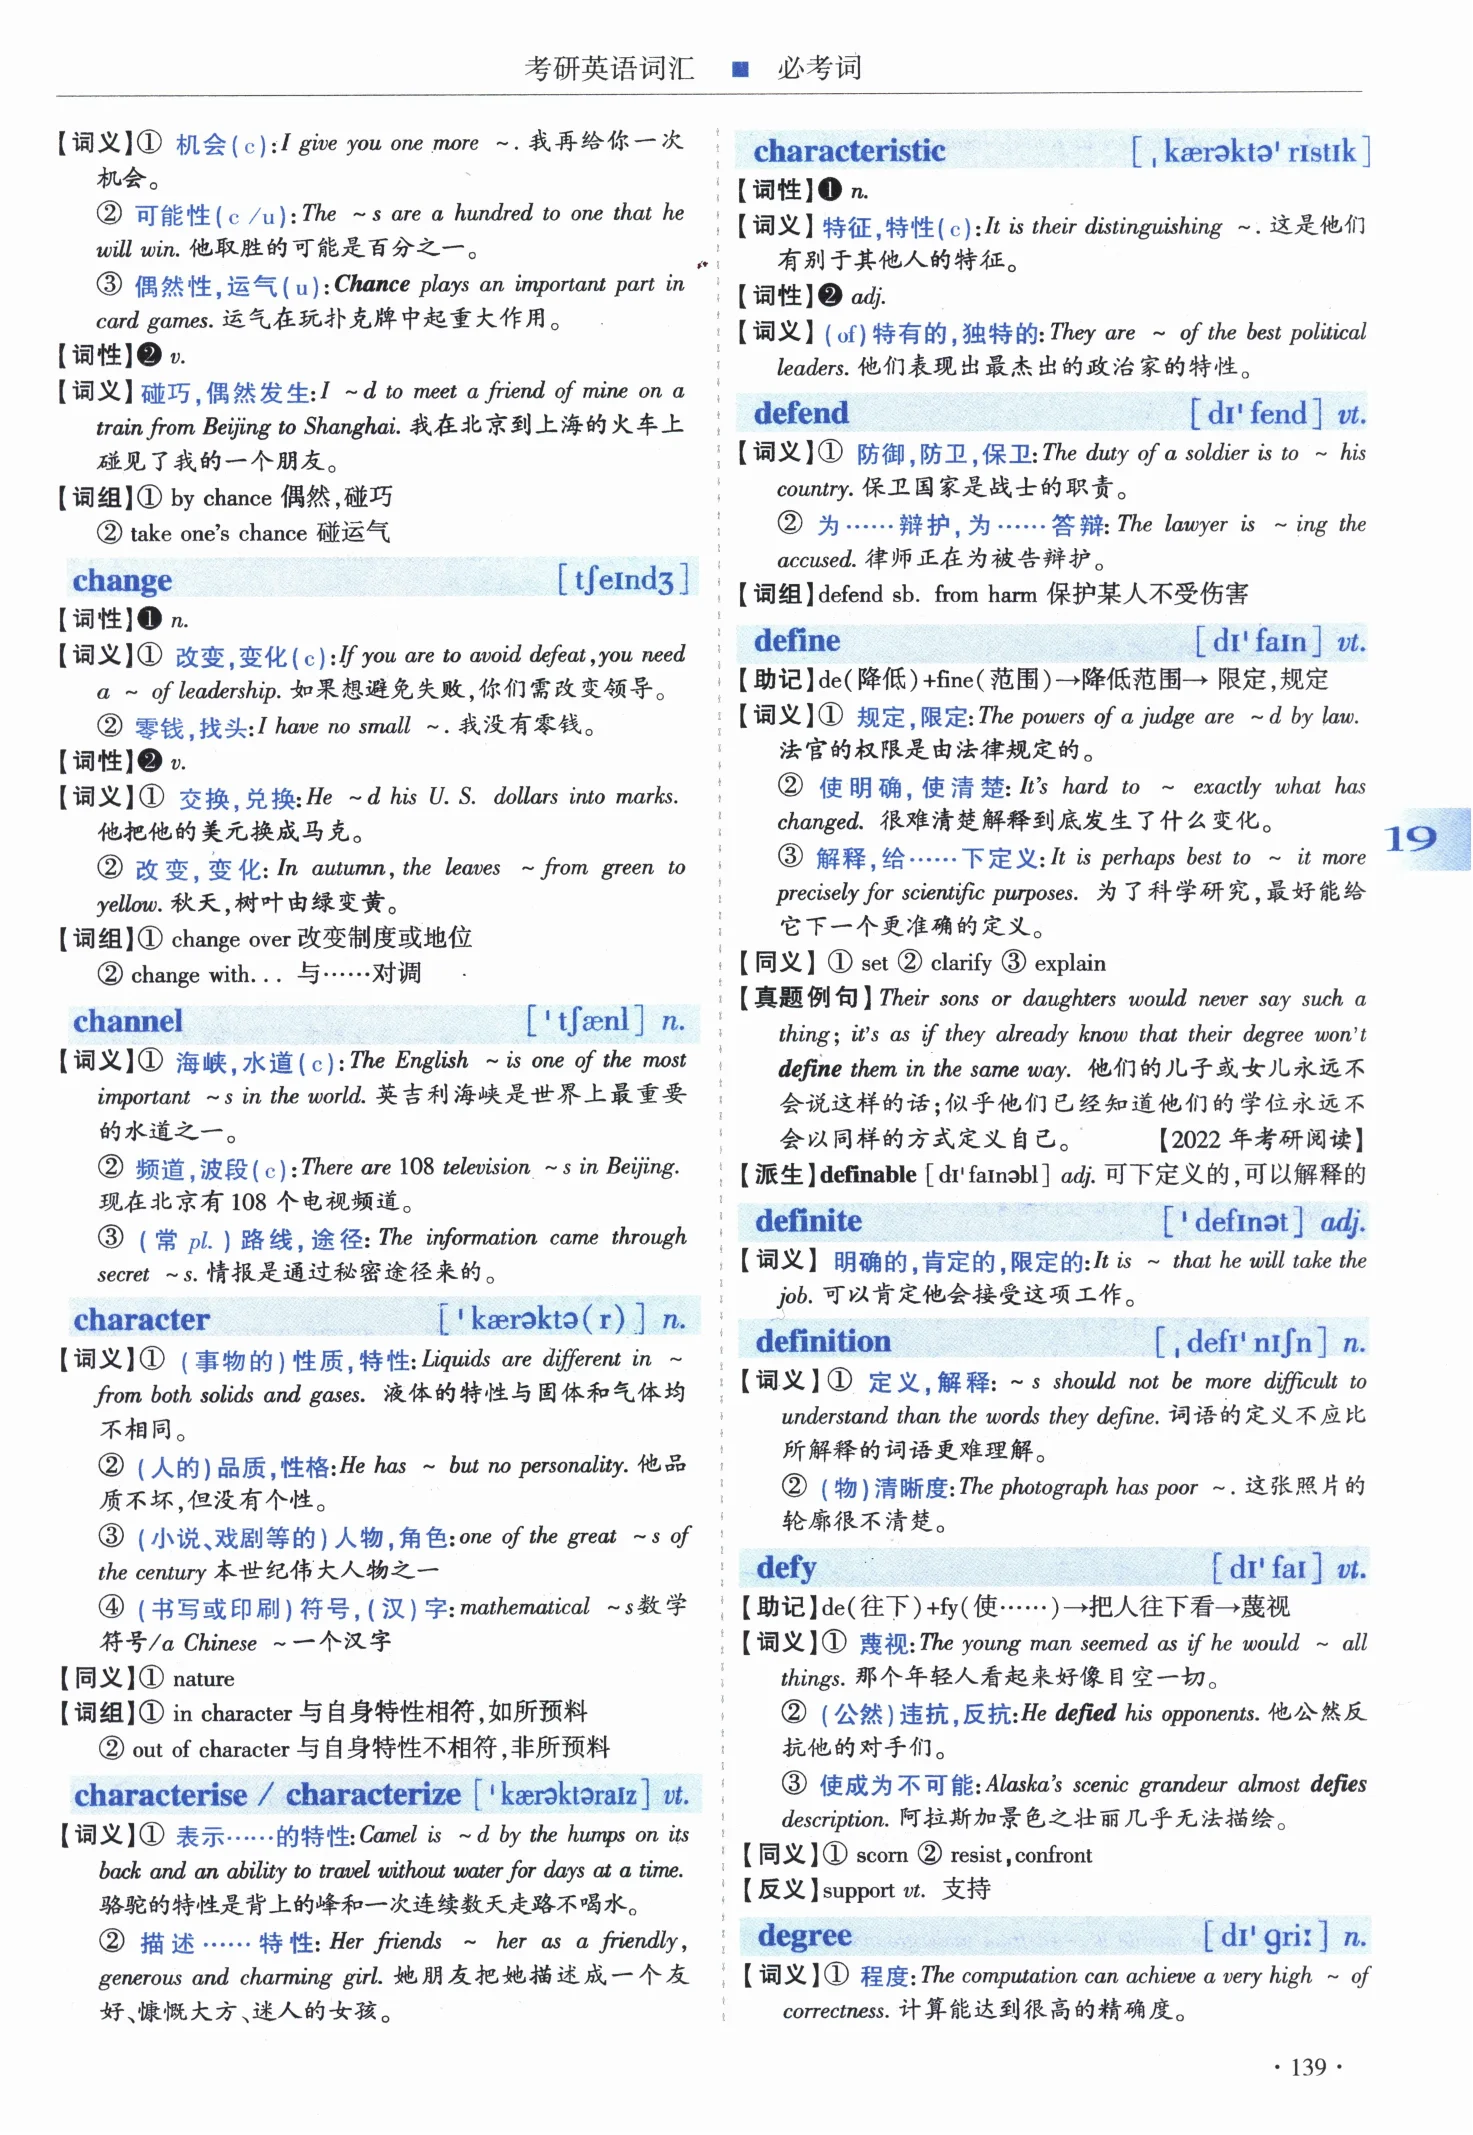 考研英语词汇 ■ 必考词
【词义】① 机会(c):I give you one more ~. 我再给你一次
机会。
② 可能性(c/u):The ~s are a hundred to one that he
will win. 他取胜的可能是百分之一。
③ 偶然性,运气(u):Chance plays an important part in
card games. 运气在玩扑克牌中起重大作用。
【词性】❷ v.
【词义】碰巧,偶然发生:I ~d to meet a friend of mine on a
train from Beijing to Shanghai. 我在北京到上海的火车上
碰见了我的一个朋友。
【词组】① by chance 偶然,碰巧
② take one's chance 碰运气
change [tʃeɪndʒ]
【词性】❶ n.
【词义】① 改变,变化(c):If you are to avoid defeat,you need
a ~ of leadership. 如果想避免失败,你们需改变领导。
② 零钱,找头:I have no small ~. 我没有零钱。
【词性】❷ v.
【词义】① 交换,兑换:He ~d his U. S. dollars into marks.
他把他的美元换成马克。
② 改变,变化: In autumn, the leaves ~from green to
yellow. 秋天,树叶由绿变黄。
【词组】① change over 改变制度或地位
② change with... 与……对调
channel ['tʃænl] n.
【词义】① 海峡,水道(c):The English ~is one of the most
important ~s in the world. 英吉利海峡是世界上最重要
的水道之一。
② 频道,波段(c):There are 108 television ~s in Beijing.
现在北京有 108 个电视频道。
③ (常 pl.)路线,途径: The information came through
secret ~s. 情报是通过秘密途径来的。
character ['kærəktə(r)] n.
【词义】① (事物的)性质,特性:Liquids are different in ~
from both solids and gases. 液体的特性与固体和气体均
不相同。
② (人的)品质,性格:He has ~ but no personality. 他品
质不坏,但没有个性。
③ (小说、戏剧等的)人物,角色:one of the great ~s of
the century 本世纪伟大人物之一
④ (书写或印刷)符号,(汉)字:mathematical ~s数学
符号/a Chinese ~一个汉字
【同义】① nature
【词组】① in character 与自身特性相符,如所预料
② out of character 与自身特性不相符,非所预料
characterise / characterize ['kærəktəraɪz] vt.
【词义】① 表示……的特性:Camel is ~d by the humps on its
back and an ability to travel without water for days at a time.
骆驼的特性是背上的峰和一次连续数天走路不喝水。
② 描述……特性: Her friends ~ her as a friendly,
generous and charming girl. 她朋友把她描述成一个友
好、慷慨大方、迷人的女孩。
characteristic [ˌkærəktə'rɪstɪk]
【词性】❶ n.
【词义】特征,特性(c):It is their distinguishing ~. 这是他们
有别于其他人的特征。
【词性】❷ adj.
【词义】(of)特有的,独特的:They are ~ of the best political
leaders. 他们表现出最杰出的政治家的特性。
defend [dɪ'fend] vt.
【词义】① 防御,防卫,保卫:The duty of a soldier is to ~ his
country. 保卫国家是战士的职责。
② 为……辩护,为……答辩: The lawyer is ~ing the
accused. 律师正在为被告辩护。
【词组】defend sb. from harm 保护某人不受伤害
define [dɪ'faɪn] vt.
【助记】de(降低)+fine(范围)→降低范围→ 限定,规定
【词义】① 规定,限定:The powers of a judge are ~d by law.
法官的权限是由法律规定的。
② 使明确,使清楚: It's hard to ~ exactly what has
changed. 很难清楚解释到底发生了什么变化。
③ 解释,给……下定义:It is perhaps best to ~ it more
precisely for scientific purposes. 为了科学研究,最好能给
它下一个更准确的定义。
【同义】① set ② clarify ③ explain
【真题例句】Their sons or daughters would never say such a
thing; it's as if they already know that their degree won't
define them in the same way. 他们的儿子或女儿永远不
会说这样的话;似乎他们已经知道他们的学位永远不
会以同样的方式定义自己。 【2022 年考研阅读】
【派生】definable [dɪ'faɪnəbl] adj. 可下定义的,可以解释的
definite ['defɪnət] adj.
【词义】明确的,肯定的,限定的:It is ~ that he will take the
job. 可以肯定他会接受这项工作。
definition [ˌdefɪ'nɪʃn] n.
【词义】① 定义,解释: ~s should not be more difficult to
understand than the words they define. 词语的定义不应比
所解释的词语更难理解。
② (物)清晰度:The photograph has poor ~. 这张照片的
轮廓很不清楚。
defy [dɪ'faɪ] vt.
【助记】de(往下)+fy(使……)→把人往下看→蔑视
【词义】① 蔑视:The young man seemed as if he would ~ all
things. 那个年轻人看起来好像目空一切。
② (公然)违抗,反抗:He defied his opponents. 他公然反
抗他的对手们。
③ 使成为不可能:Alaska's scenic grandeur almost defies
description. 阿拉斯加景色之壮丽几乎无法描绘。
【同义】① scorn ② resist,confront
【反义】support vt. 支持
degree [dɪ'ɡriː] n.
【词义】① 程度:The computation can achieve a very high ~ of
correctness. 计算能达到很高的精确度。
19
· 139 ·